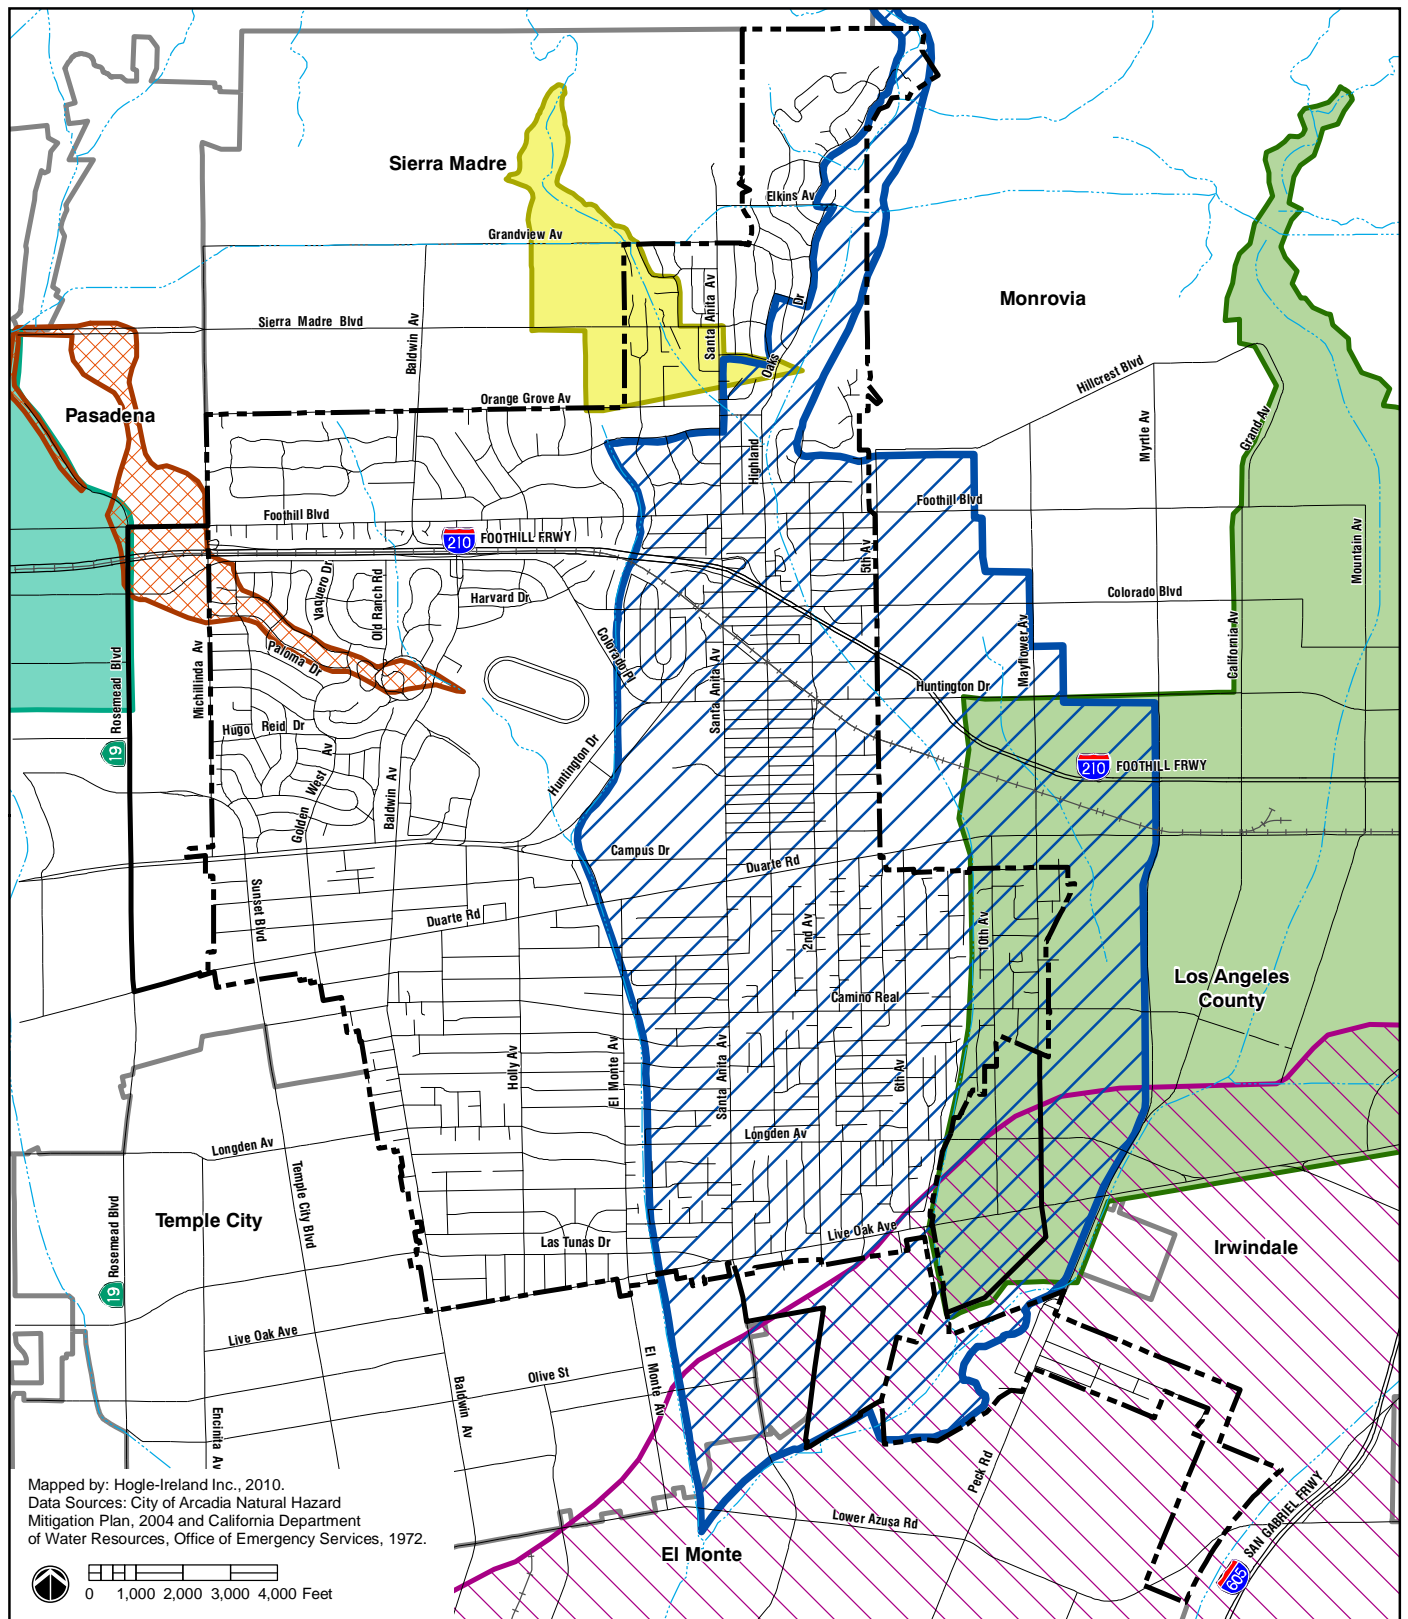 Sierra Madre
Elkins Av
Grandview Av
Monrovia
Santa Anita Av
Dr
Sierra Madre Blvd
Baldwin Av
Oaks
Hillcrest Blvd
Orange Grove Av
Pasadena
Myrtle Av
Grand Av
Highland
Foothill Blvd
Foothill Blvd
210
FOOTHILL FRWY
5th Av
Mountain Av
Vaquero Dr
Old Ranch Rd
Harvard Dr
Colorado Blvd
Colorado Pl
Mayflower Av
California Av
Paloma Dr
Michillinda Av
Rosemead Blvd
19
Santa Anita Av
Huntington Dr
Hugo Reid Dr
Golden West Av
Baldwin Av
Huntington Dr
210
FOOTHILL FRWY
Campus Dr
Duarte Rd
Sunset Blvd
Duarte Rd
2nd Av
10th Av
Los Angeles
County
Camino Real
Holly Av
El Monte Av
Santa Anita Av
6th Av
Longden Av
Longden Av
Temple City Blvd
Rosemead Blvd
19
Temple City
Las Tunas Dr
Live Oak Ave
Irwindale
Live Oak Ave
Olive St
El Monte Av
Baldwin Av
Encinita Av
Peck Rd
Lower Azusa Rd
SAN GABRIEL FRWY
605
El Monte
Mapped by: Hogle-Ireland Inc., 2010.
Data Sources: City of Arcadia Natural Hazard
Mitigation Plan, 2004 and California Department
of Water Resources, Office of Emergency Services, 1972.
0 1,000 2,000 3,000 4,000 Feet